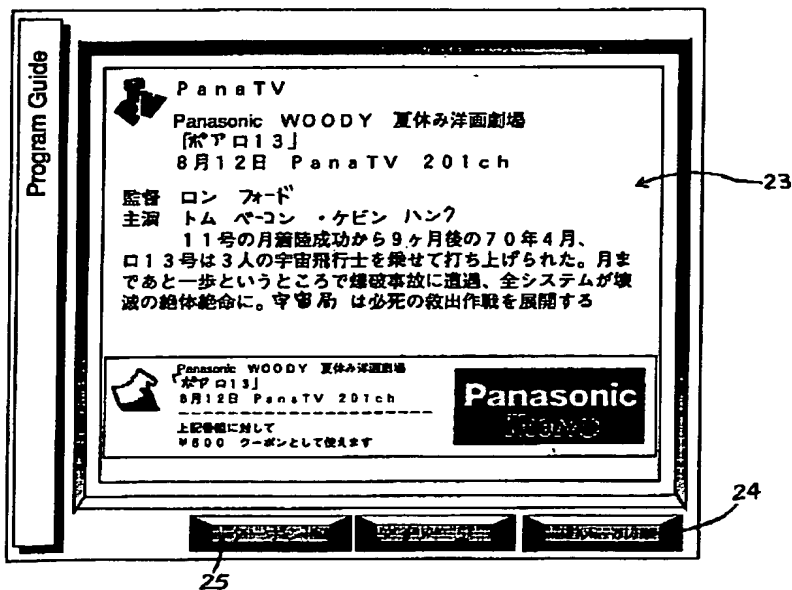 Program Guide
PanaTV
Panasonic WOODY 夏休み洋画劇場
「ポアロ13」
8月12日 PanaTV 201ch
監督 ロン フォード
主演 トム ベーコン ・ケビン ハンク
11号の月着陸成功から9ヶ月後の70年4月、
ロ13号は3人の宇宙飛行士を乗せて打ち上げられた。月ま
であと一歩というところで爆破事故に遭遇、全システムが壊
滅の絶体絶命に。宇宙局 は必死の救出作戦を展開する
23
Panasonic WOODY 夏休み洋画劇場
「ポアロ13」
8月12日 PanaTV 201ch
上記番組に対して
¥600 クーポンとして使えます
Panasonic
24
25